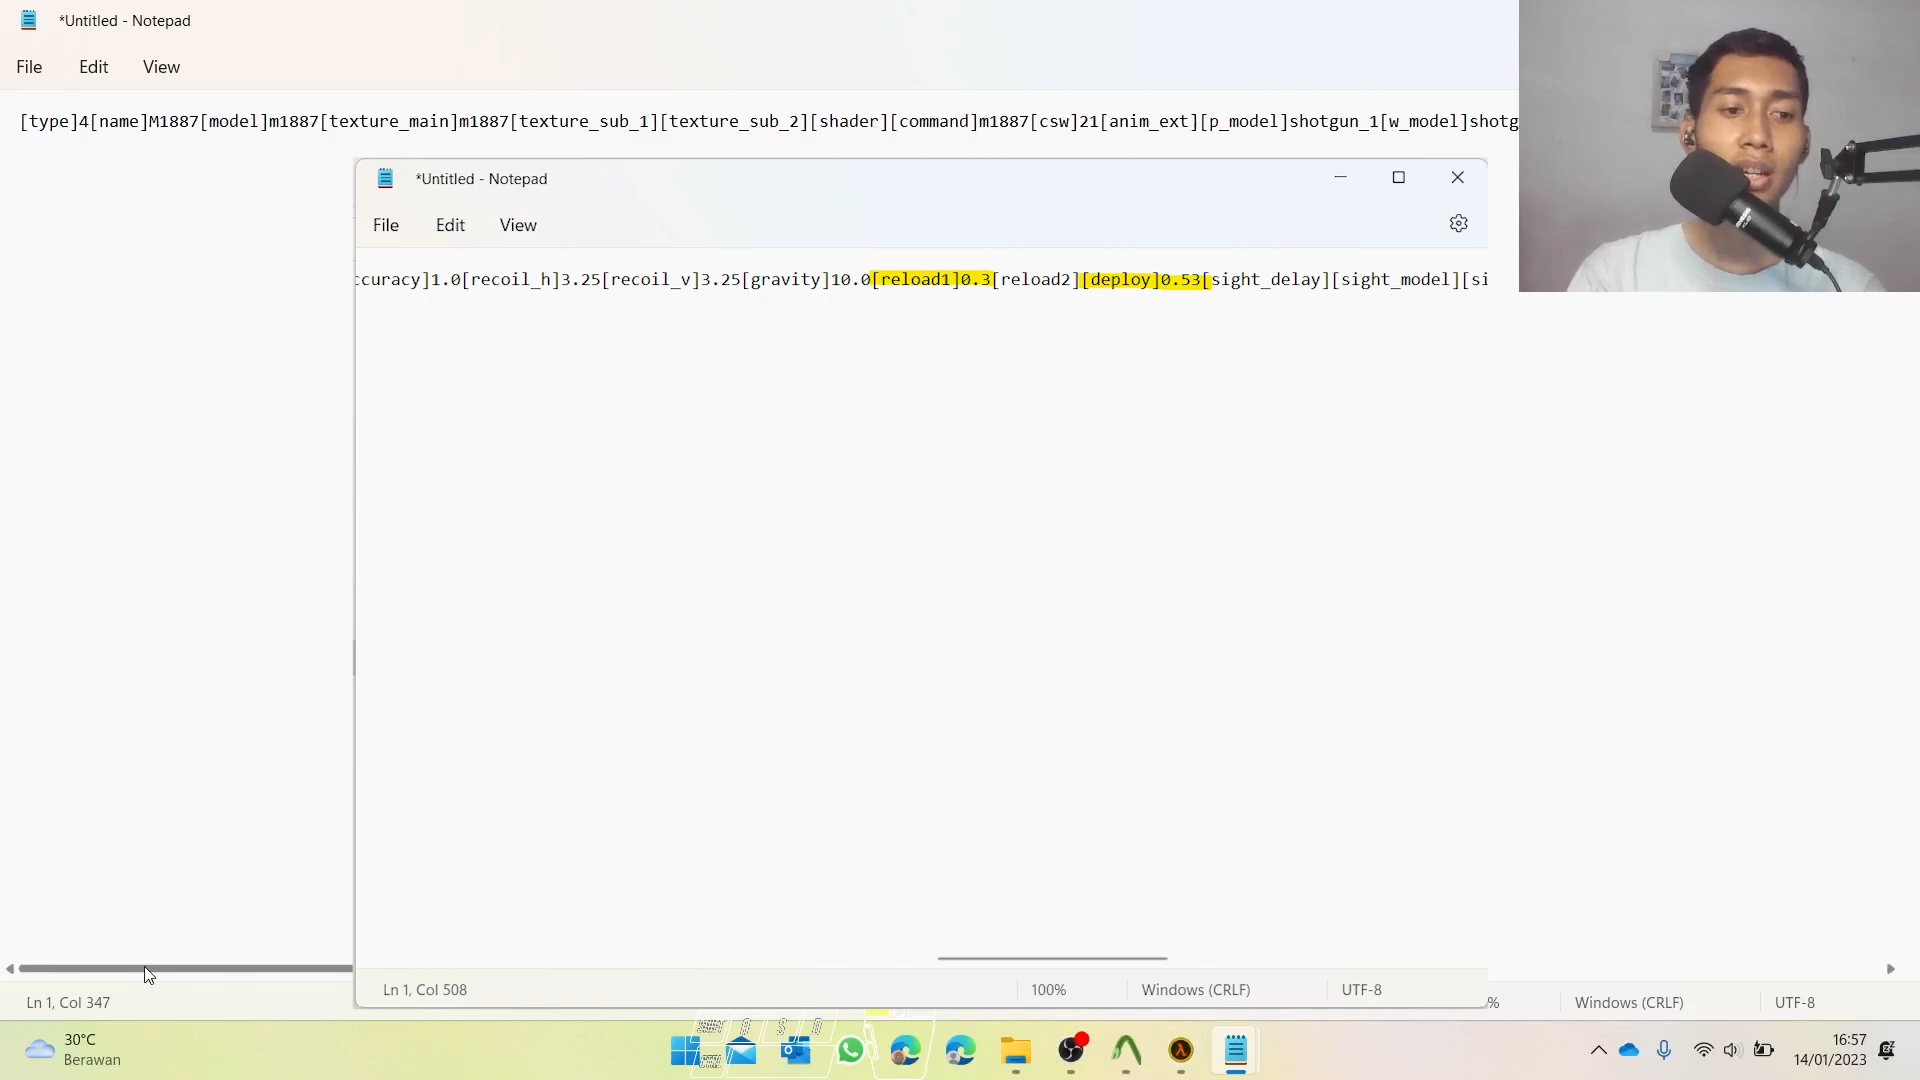 *Untitled - Notepad
File Edit View
[type]4[name]M1887[model]m1887[texture_main]m1887[texture_sub_1][texture_sub_2][shader][command]m1887[csw]21[anim_ext][p_model]shotgun_1[w_model]shotg
*Untitled - Notepad
File Edit View
ccuracy]1.0[recoil_h]3.25[recoil_v]3.25[gravity]10.0[reload1]0.3[reload2][deploy]0.53[sight_delay][sight_model][si
Ln 1, Col 508 100% Windows (CRLF) UTF-8
Ln 1, Col 347 % Windows (CRLF) UTF-8
30°C
Berawan
16:57
14/01/2023